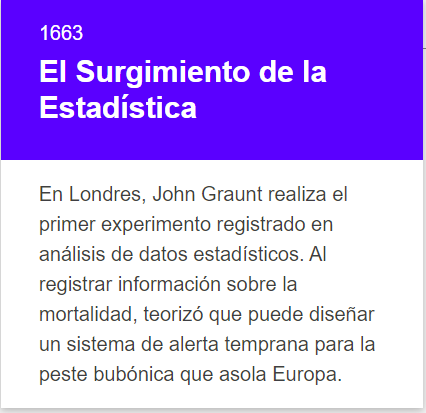 1663
El Surgimiento de la
Estadística
En Londres, John Graunt realiza el
primer experimento registrado en
análisis de datos estadísticos. Al
registrar información sobre la
mortalidad, teorizó que puede diseñar
un sistema de alerta temprana para la
peste bubónica que asola Europa.